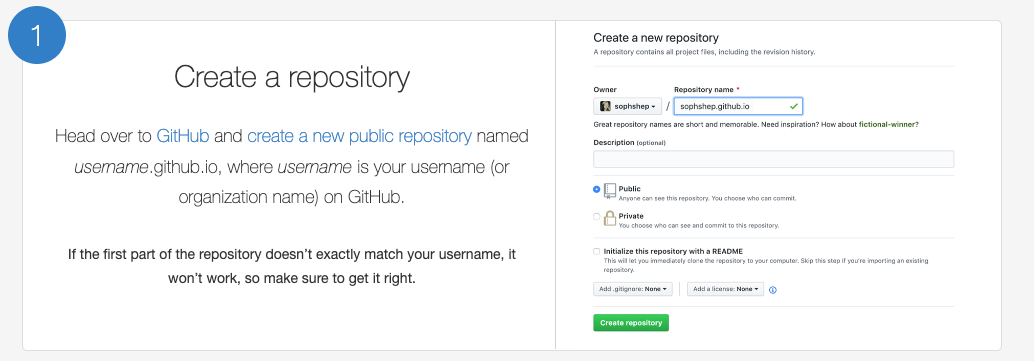 1
Create a repository
Head over to GitHub and create a new public repository named
username.github.io, where username is your username (or
organization name) on GitHub.
If the first part of the repository doesn’t exactly match your username, it
won’t work, so make sure to get it right.
Create a new repository
A repository contains all project files, including the revision history.
Owner
Repository name *
sophshep
/
sophshep.github.io
Great repository names are short and memorable. Need inspiration? How about fictional-winner?
Description (optional)
Public
Anyone can see this repository. You choose who can commit.
Private
You choose who can see and commit to this repository.
Initialize this repository with a README
This will let you immediately clone the repository to your computer. Skip this step if you’re importing an existing
repository.
Add .gitignore: None
Add a license: None
Create repository